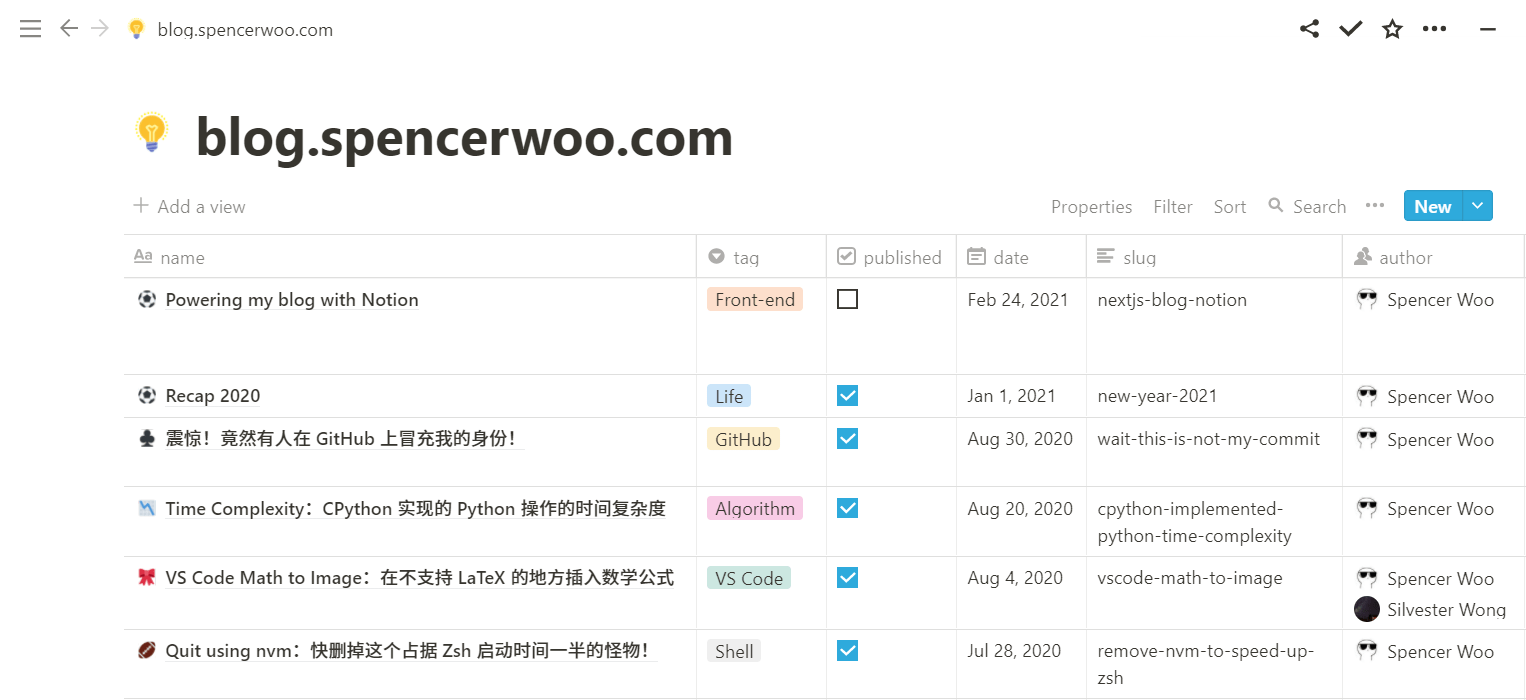 blog.spencerwoo.com
blog.spencerwoo.com
Add a view
Properties Filter Sort Search New
Aa name tag published date slug author
Powering my blog with Notion Front-end Feb 24, 2021 nextjs-blog-notion Spencer Woo
Recap 2020 Life Jan 1, 2021 new-year-2021 Spencer Woo
震惊！竟然有人在 GitHub 上冒充我的身份！ GitHub Aug 30, 2020 wait-this-is-not-my-commit Spencer Woo
Time Complexity：CPython 实现的 Python 操作的时间复杂度 Algorithm Aug 20, 2020 cpython-implemented- Spencer Woo
python-time-complexity
VS Code Math to Image：在不支持 LaTeX 的地方插入数学公式 VS Code Aug 4, 2020 vscode-math-to-image Spencer Woo
Silvester Wong
Quit using nvm：快删掉这个占据 Zsh 启动时间一半的怪物！ Shell Jul 28, 2020 remove-nvm-to-speed-up- Spencer Woo
zsh